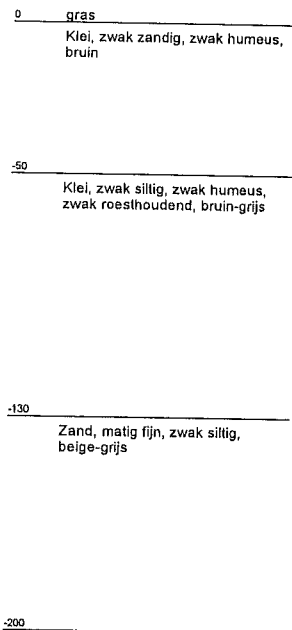 0 gras
Klei, zwak zandig, zwak humeus,
bruin
-50
Klei, zwak siltig, zwak humeus,
zwak roesthoudend, bruin-grijs
-130
Zand, matig fijn, zwak siltig,
beige-grijs
-200